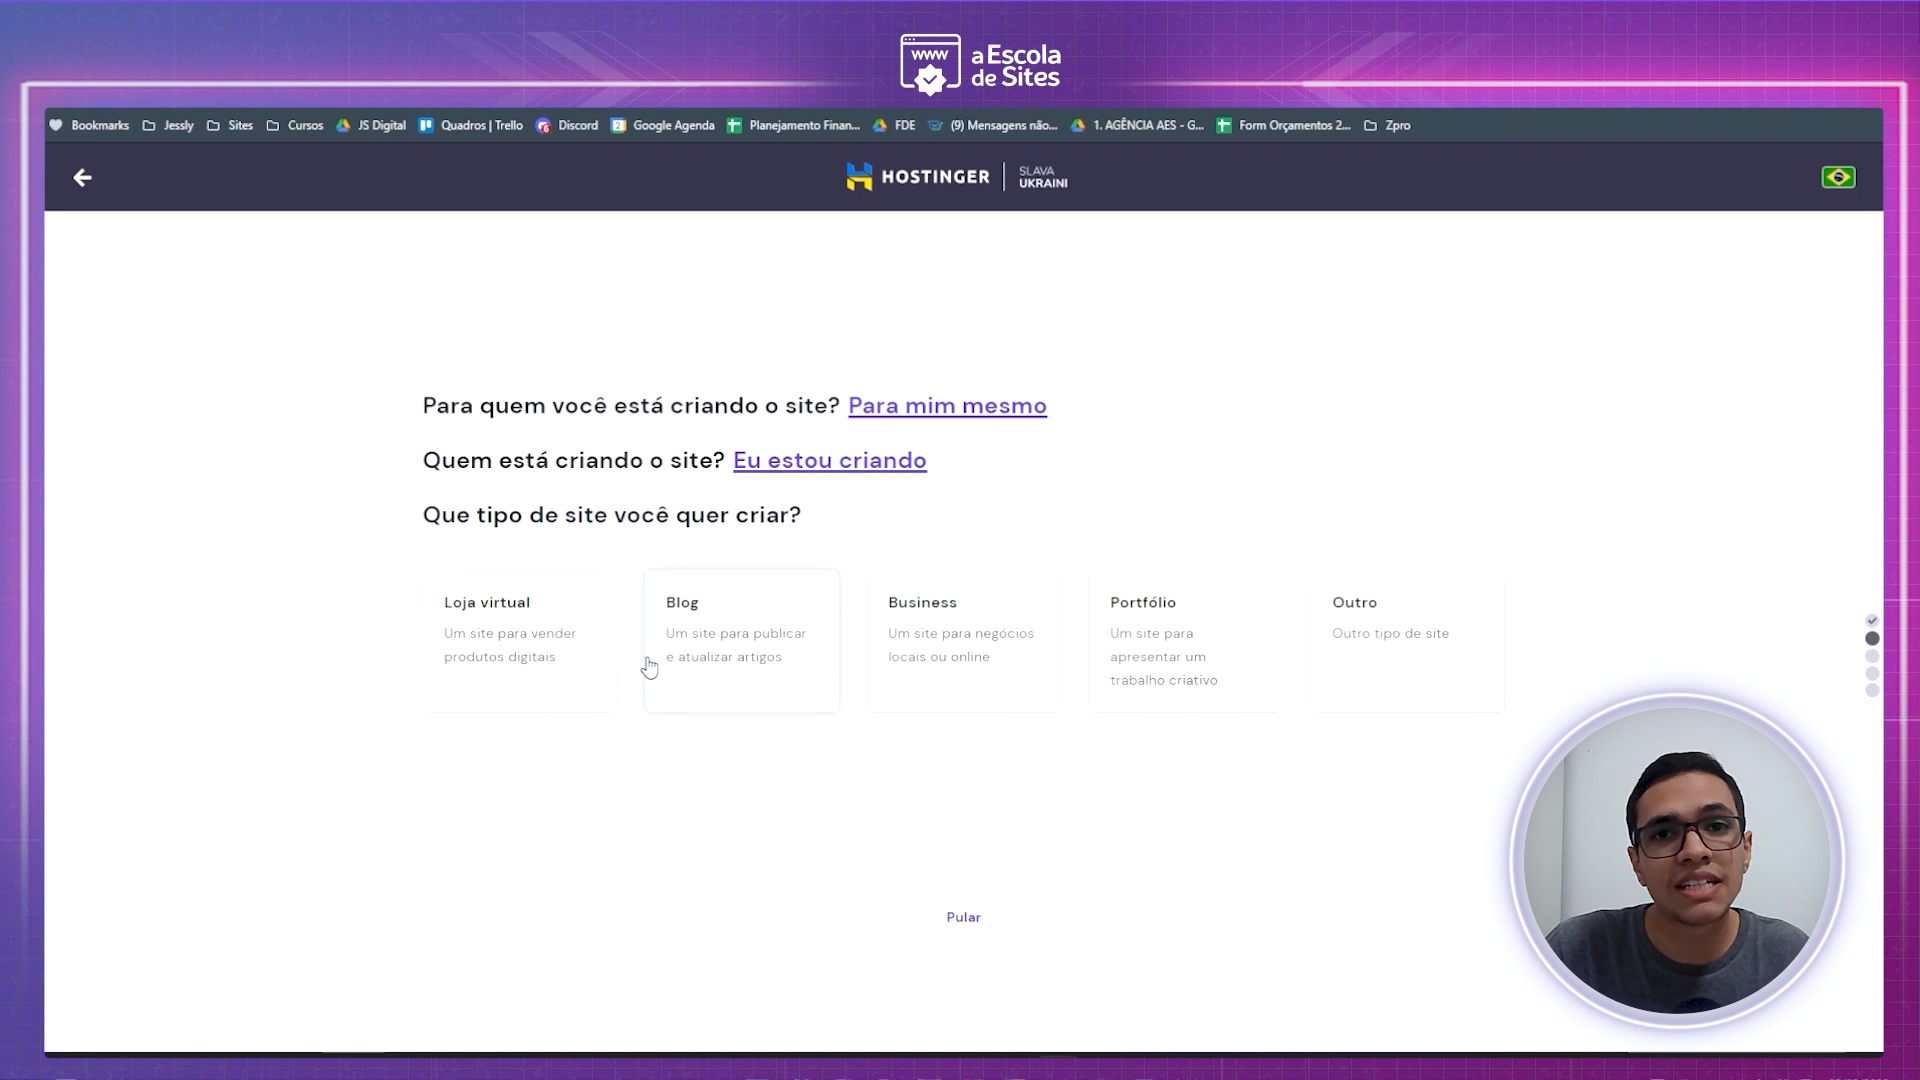 www
a Escola
de Sites
Bookmarks Jessly Sites Cursos JS Digital Quadros | Trello Discord Google Agenda Planejamento Finan... FDE (9) Mensagens não... 1. AGÊNCIA AES - G... Form Orçamentos 2... Zpro
HOSTINGER SLAVA UKRAINI
Para quem você está criando o site? Para mim mesmo
Quem está criando o site? Eu estou criando
Que tipo de site você quer criar?
Loja virtual
Um site para vender
produtos digitais
Blog
Um site para publicar
e atualizar artigos
Business
Um site para negócios
locais ou online
Portfólio
Um site para
apresentar um
trabalho criativo
Outro
Outro tipo de site
Pular